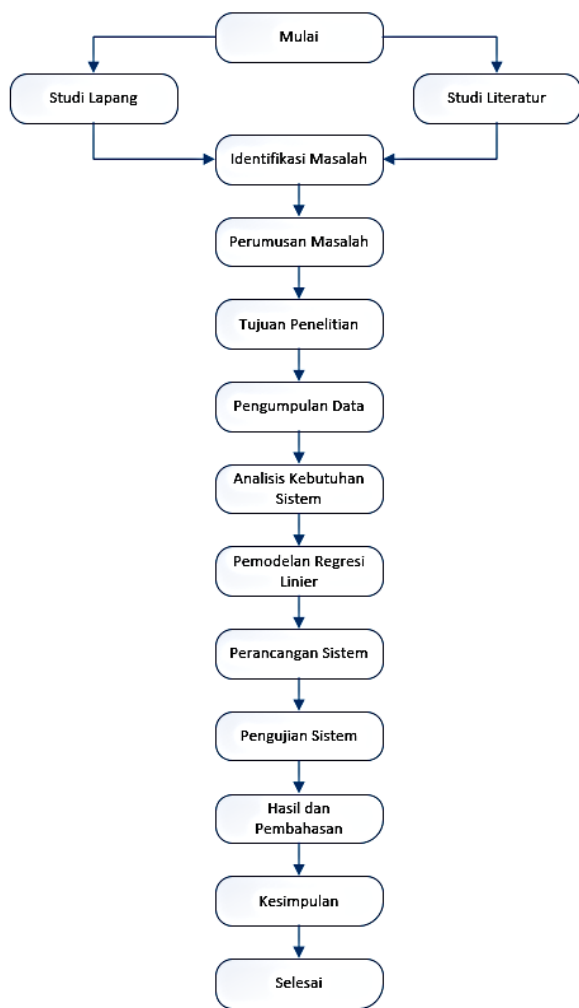 Mulai
Studi Lapang
Studi Literatur
Identifikasi Masalah
Perumusan Masalah
Tujuan Penelitian
Pengumpulan Data
Analisis Kebutuhan
Sistem
Pemodelan Regresi
Linier
Perancangan Sistem
Pengujian Sistem
Hasil dan
Pembahasan
Kesimpulan
Selesai